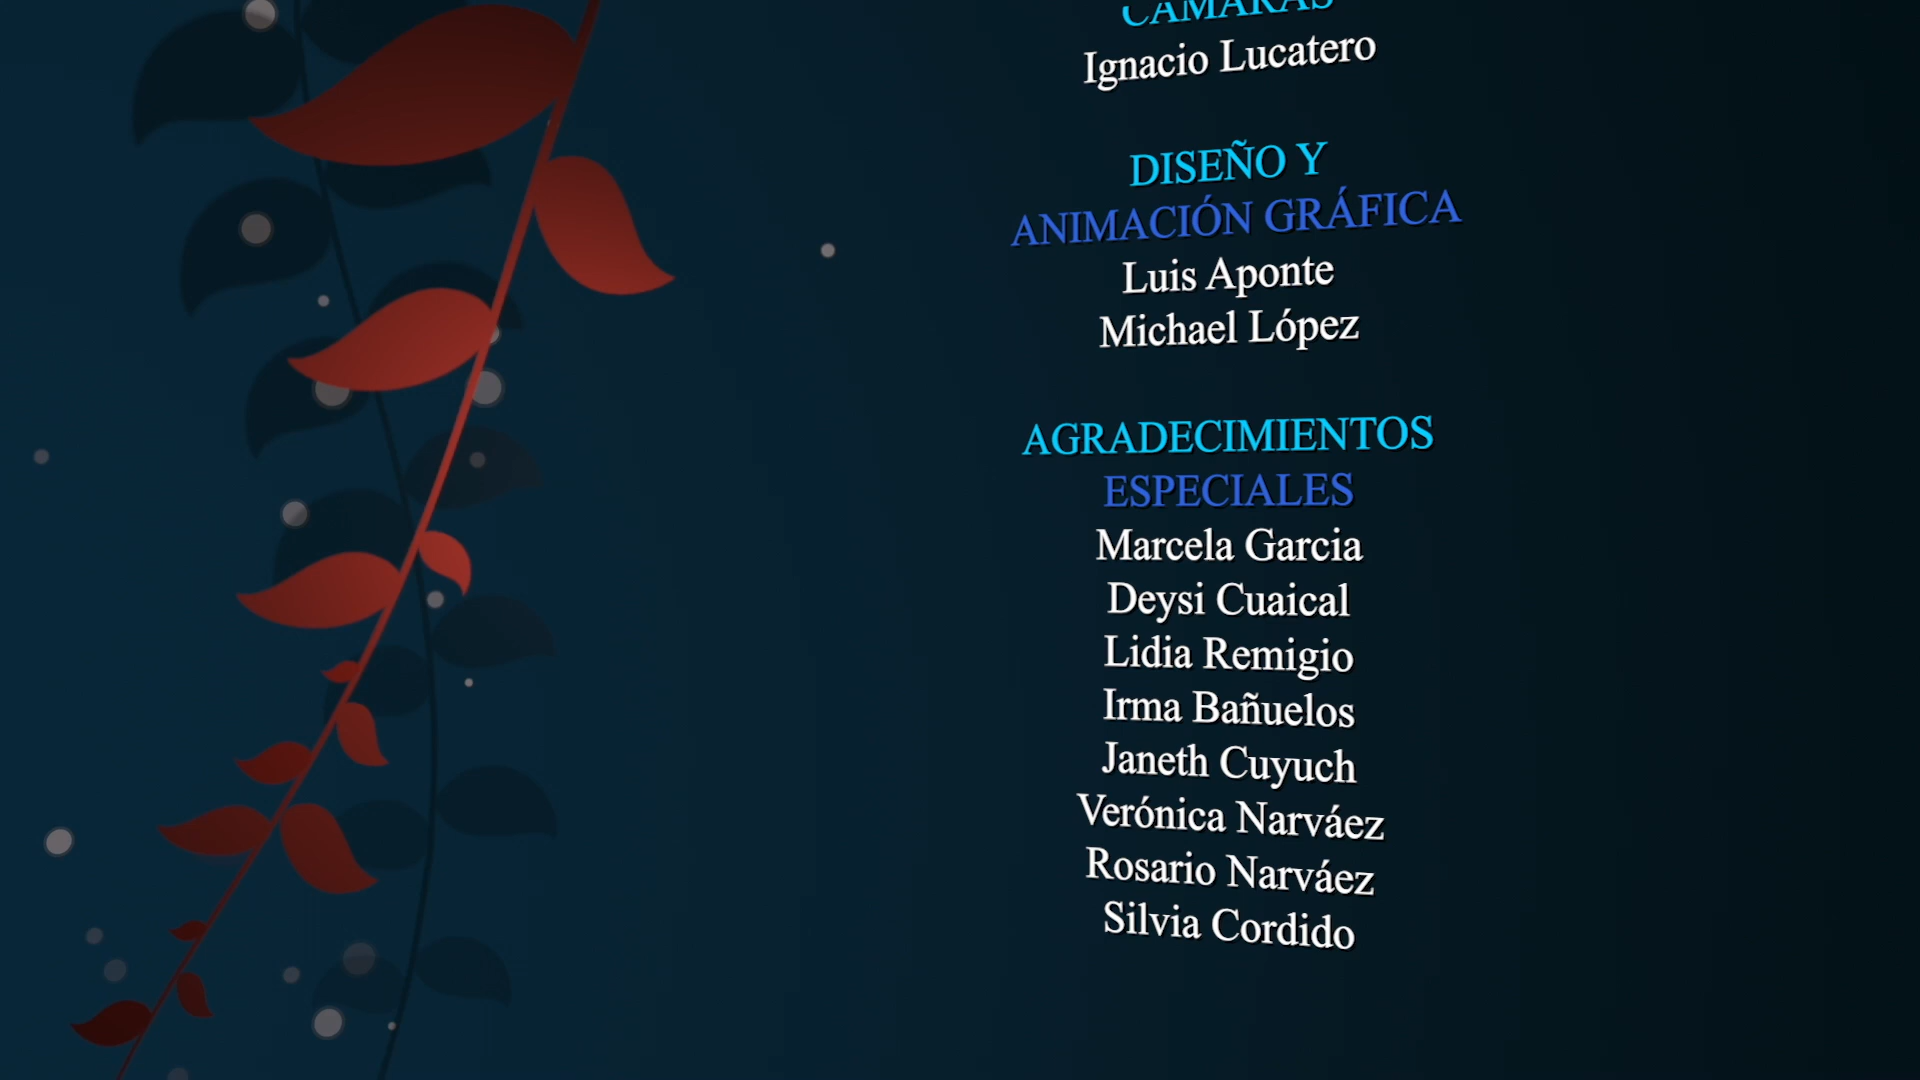 CÁMARAS
Ignacio Lucatero
DISEÑO Y
ANIMACIÓN GRÁFICA
Luis Aponte
Michael López
AGRADECIMIENTOS
ESPECIALES
Marcela Garcia
Deysi Cuaical
Lidia Remigio
Irma Bañuelos
Janeth Cuyuch
Verónica Narváez
Rosario Narváez
Silvia Cordido